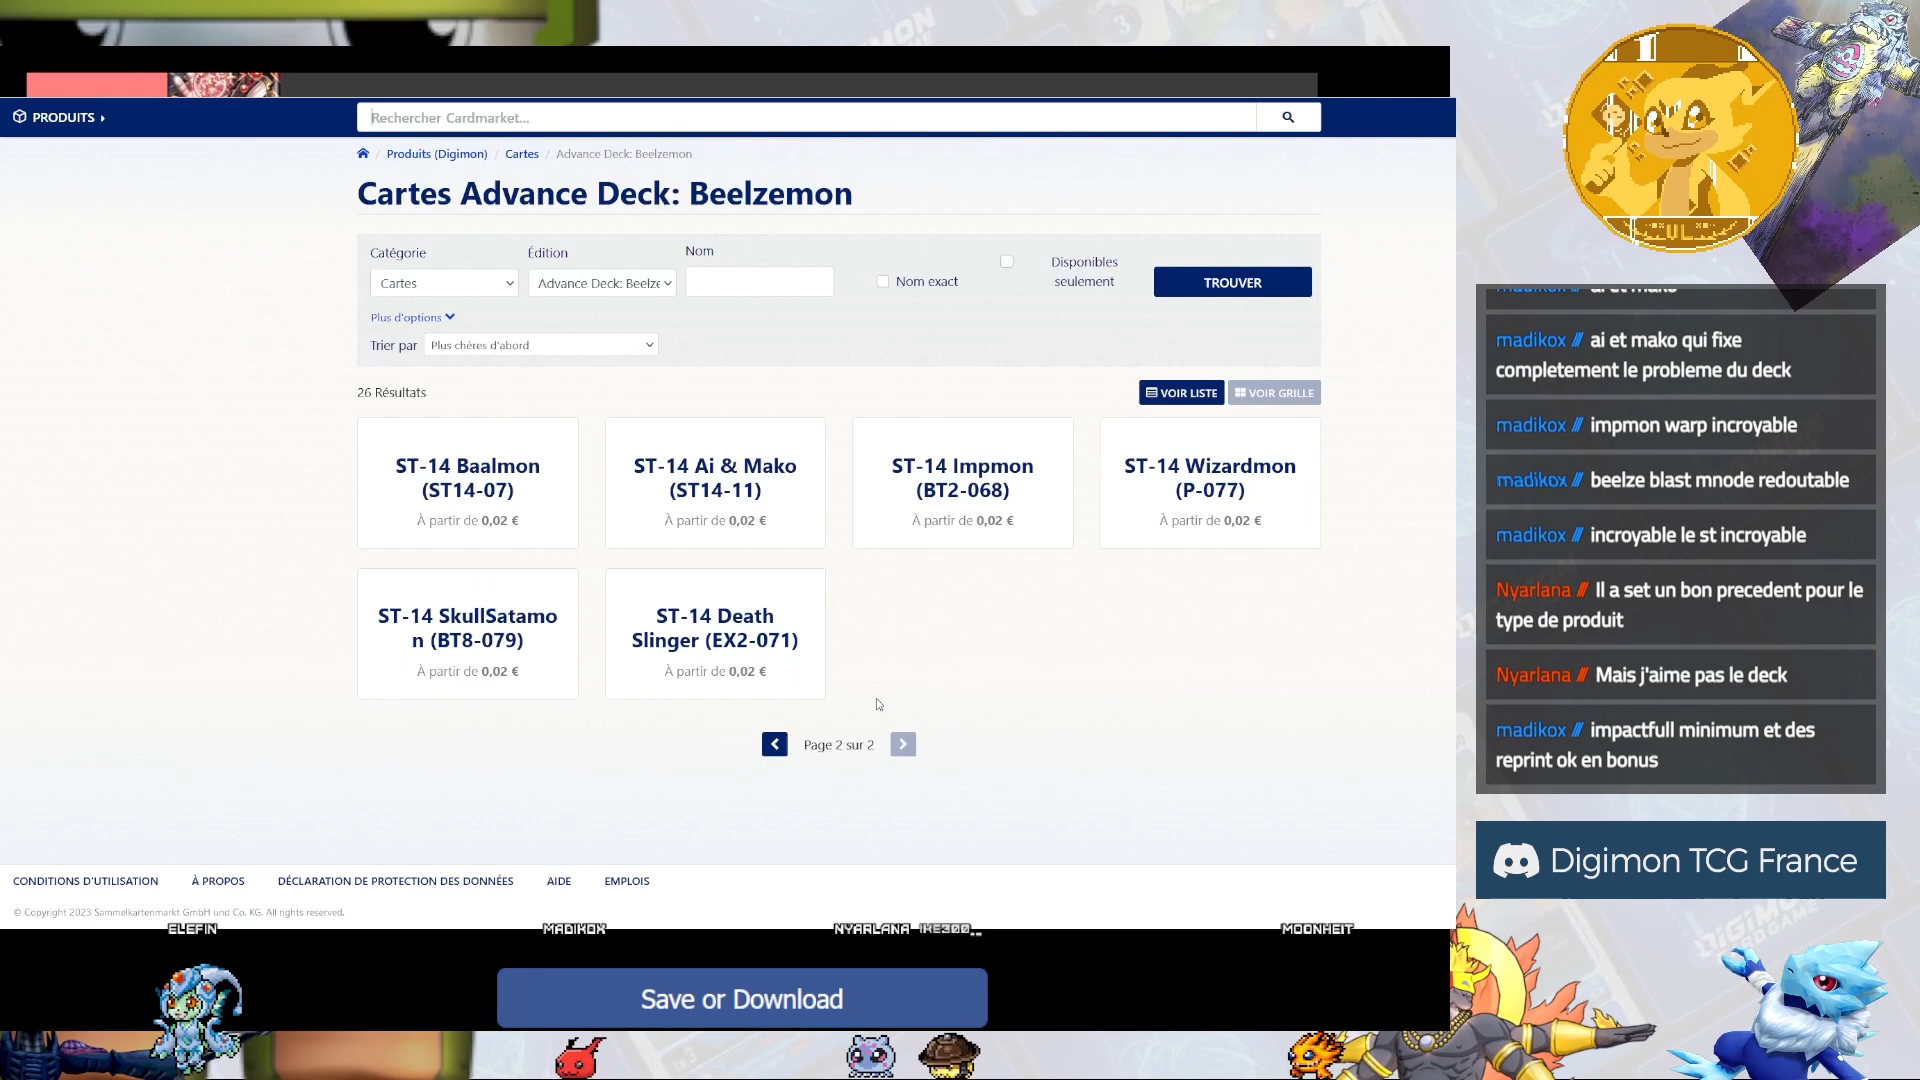 PRODUITS
Rechercher Cardmarket...
Produits (Digimon) / Cartes / Advance Deck: Beelzemon
Cartes Advance Deck: Beelzemon
Catégorie
Édition
Nom
Cartes
Advance Deck: Beelze
Nom exact
Disponibles
seulement
TROUVER
Plus d'options
Trier par
Plus chères d'abord
26 Résultats
VOIR LISTE
VOIR GRILLE
ST-14 Baalmon
(ST14-07)
À partir de 0,02 €
ST-14 Ai & Mako
(ST14-11)
À partir de 0,02 €
ST-14 Impmon
(BT2-068)
À partir de 0,02 €
ST-14 Wizardmon
(P-077)
À partir de 0,02 €
ST-14 SkullSatamo
n (BT8-079)
À partir de 0,02 €
ST-14 Death
Slinger (EX2-071)
À partir de 0,02 €
Page 2 sur 2
CONDITIONS D'UTILISATION
À PROPOS
DÉCLARATION DE PROTECTION DES DONNÉES
AIDE
EMPLOIS
© Copyright 2023 Sammelkartenmarkt GmbH und Co. KG. All rights reserved.
ELEFIN
MADIKOX
NYARLANA
MOONHEIT
Save or Download
1
madikox // ai et mako
madikox // ai et mako qui fixe
completement le probleme du deck
madikox // impmon warp incroyable
madikox // beelze blast mnode redoutable
madikox // incroyable le st incroyable
Nyarlana // Il a set un bon precedent pour le
type de produit
Nyarlana // Mais j'aime pas le deck
madikox // impactfull minimum et des
reprint ok en bonus
Digimon TCG France